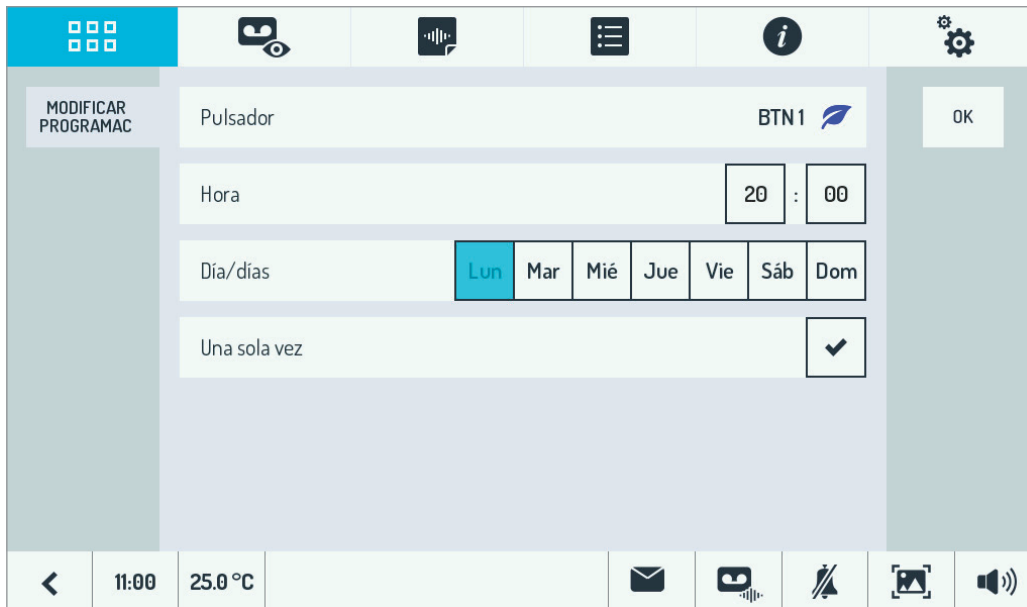 MODIFICAR
PROGRAMAC
Pulsador BTN 1
OK
Hora 20 : 00
Día/días Lun Mar Mié Jue Vie Sáb Dom
Una sola vez
11:00 25.0 °C